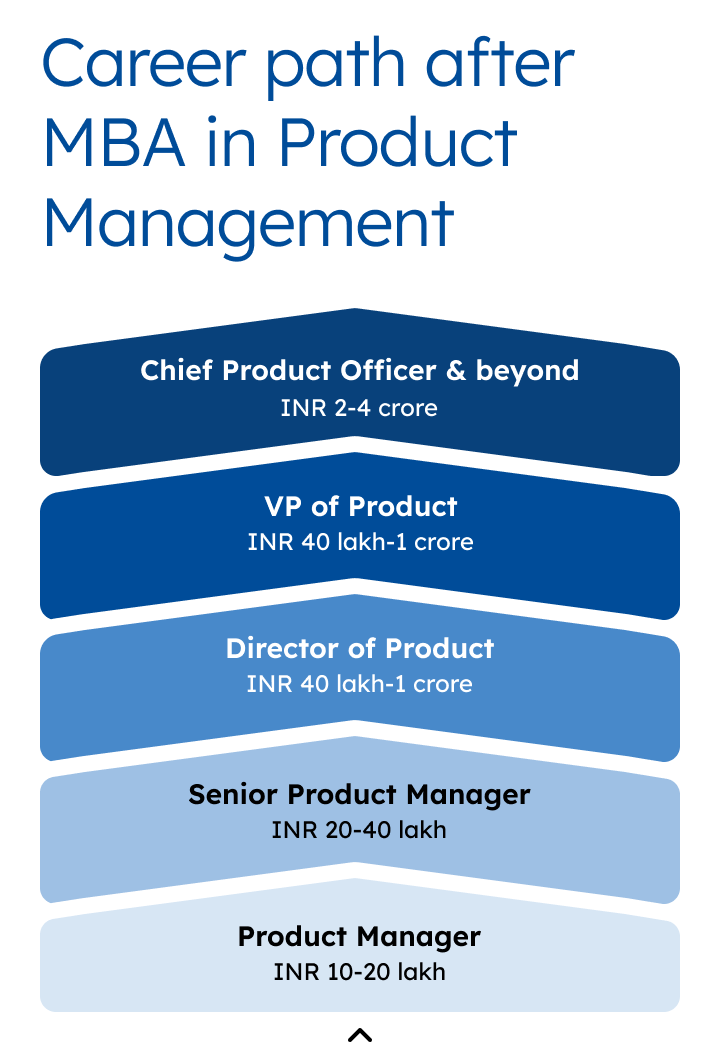 Career path after
MBA in Product
Management
Chief Product Officer & beyond
INR 2-4 crore
VP of Product
INR 40 lakh-1 crore
Director of Product
INR 40 lakh-1 crore
Senior Product Manager
INR 20-40 lakh
Product Manager
INR 10-20 lakh